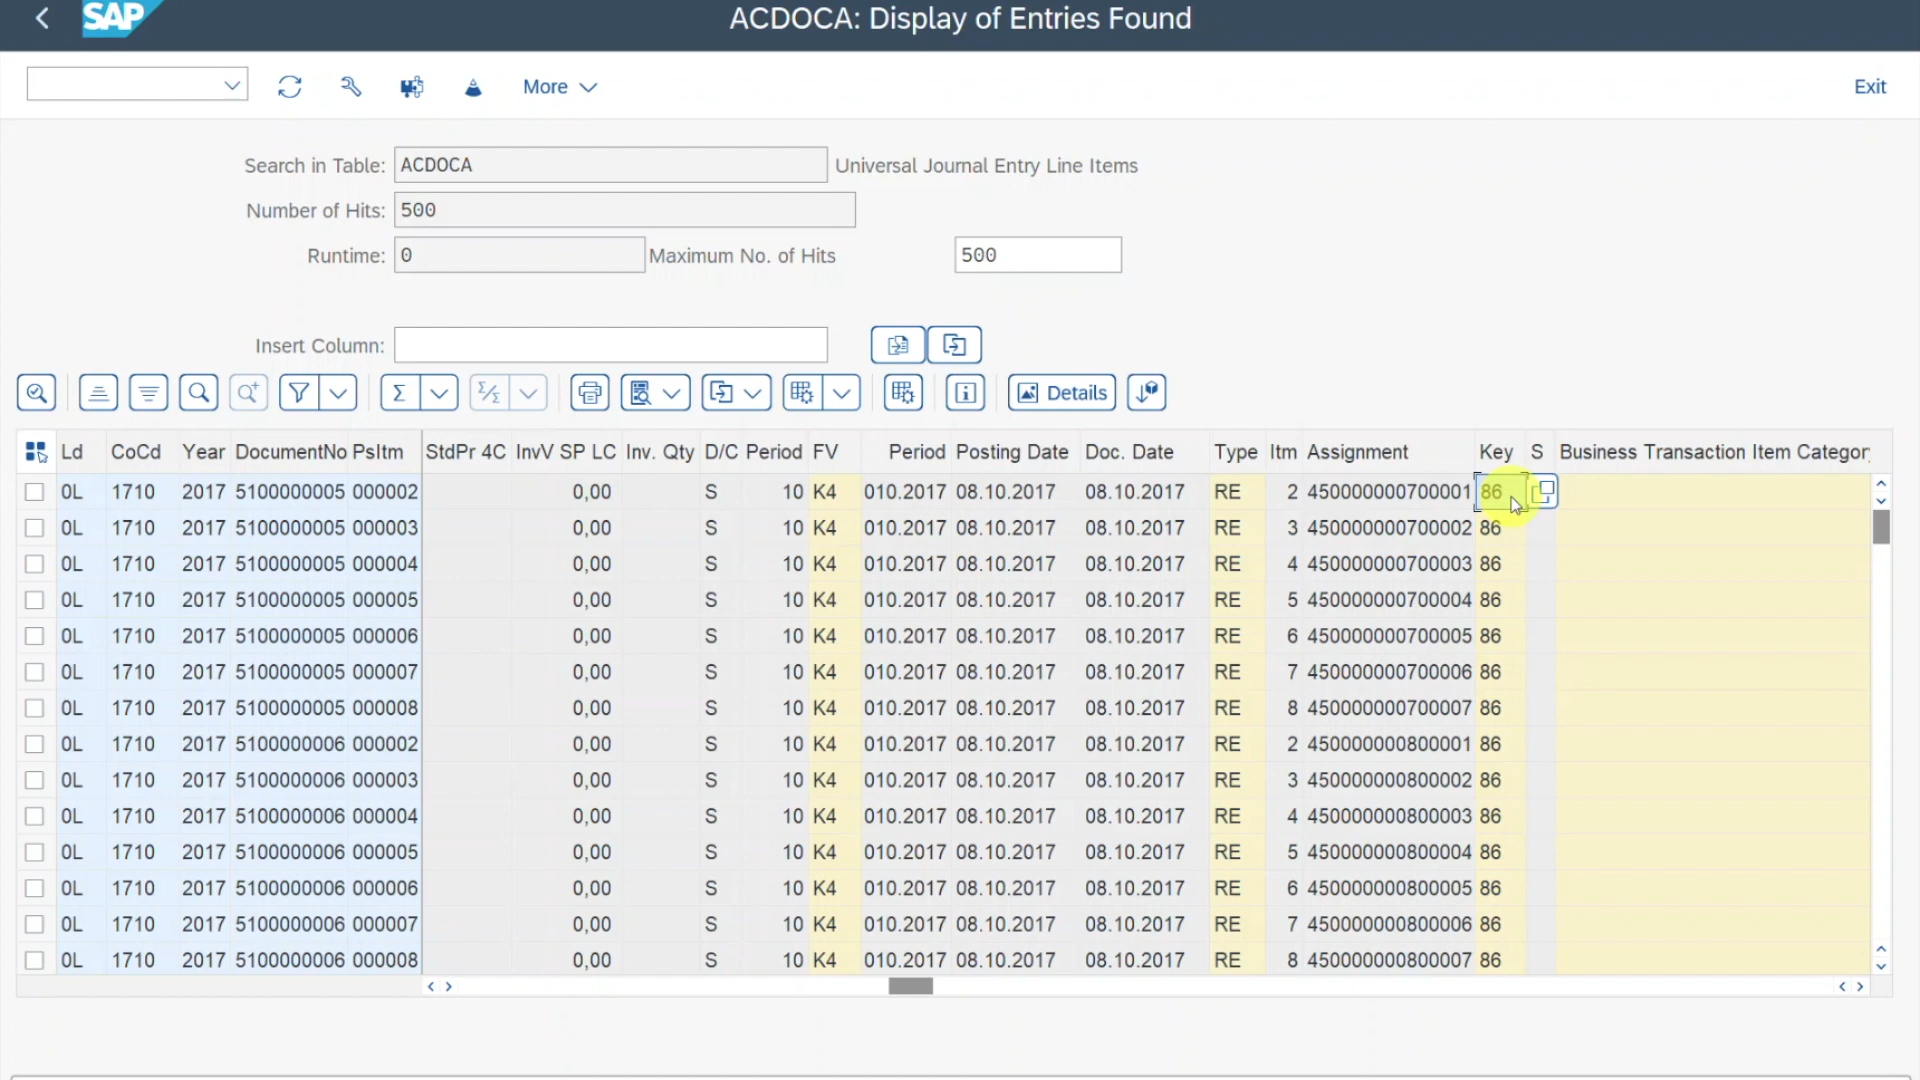 SAP ACDOCA: Display of Entries Found
More Exit
Search in Table: ACDOCA Universal Journal Entry Line Items
Number of Hits: 500
Runtime: 0 Maximum No. of Hits 500
Insert Column:
Details
Ld CoCd Year DocumentNo PsItm StdPr 4C InvV SP LC Inv. Qty D/C Period FV Period Posting Date Doc. Date Type Itm Assignment Key S Business Transaction Item Categor
0L 1710 2017 5100000005 000002 0,00 S 10 K4 010.2017 08.10.2017 08.10.2017 RE 2 450000000700001 86
0L 1710 2017 5100000005 000003 0,00 S 10 K4 010.2017 08.10.2017 08.10.2017 RE 3 450000000700002 86
0L 1710 2017 5100000005 000004 0,00 S 10 K4 010.2017 08.10.2017 08.10.2017 RE 4 450000000700003 86
0L 1710 2017 5100000005 000005 0,00 S 10 K4 010.2017 08.10.2017 08.10.2017 RE 5 450000000700004 86
0L 1710 2017 5100000005 000006 0,00 S 10 K4 010.2017 08.10.2017 08.10.2017 RE 6 450000000700005 86
0L 1710 2017 5100000005 000007 0,00 S 10 K4 010.2017 08.10.2017 08.10.2017 RE 7 450000000700006 86
0L 1710 2017 5100000005 000008 0,00 S 10 K4 010.2017 08.10.2017 08.10.2017 RE 8 450000000700007 86
0L 1710 2017 5100000006 000002 0,00 S 10 K4 010.2017 08.10.2017 08.10.2017 RE 2 450000000800001 86
0L 1710 2017 5100000006 000003 0,00 S 10 K4 010.2017 08.10.2017 08.10.2017 RE 3 450000000800002 86
0L 1710 2017 5100000006 000004 0,00 S 10 K4 010.2017 08.10.2017 08.10.2017 RE 4 450000000800003 86
0L 1710 2017 5100000006 000005 0,00 S 10 K4 010.2017 08.10.2017 08.10.2017 RE 5 450000000800004 86
0L 1710 2017 5100000006 000006 0,00 S 10 K4 010.2017 08.10.2017 08.10.2017 RE 6 450000000800005 86
0L 1710 2017 5100000006 000007 0,00 S 10 K4 010.2017 08.10.2017 08.10.2017 RE 7 450000000800006 86
0L 1710 2017 5100000006 000008 0,00 S 10 K4 010.2017 08.10.2017 08.10.2017 RE 8 450000000800007 86